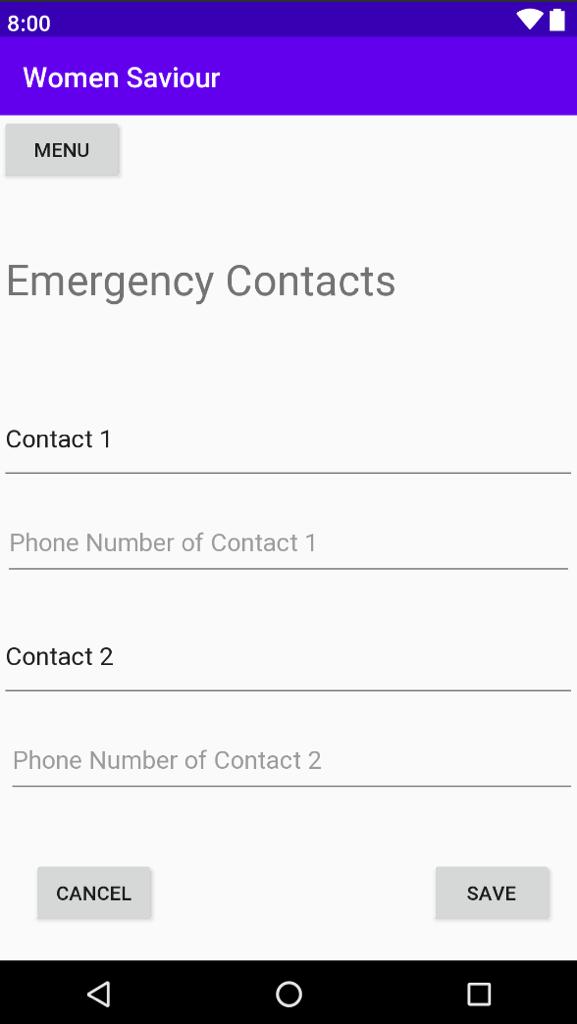 8:00
Women Saviour
MENU
Emergency Contacts
Contact 1
Phone Number of Contact 1
Contact 2
Phone Number of Contact 2
CANCEL
SAVE